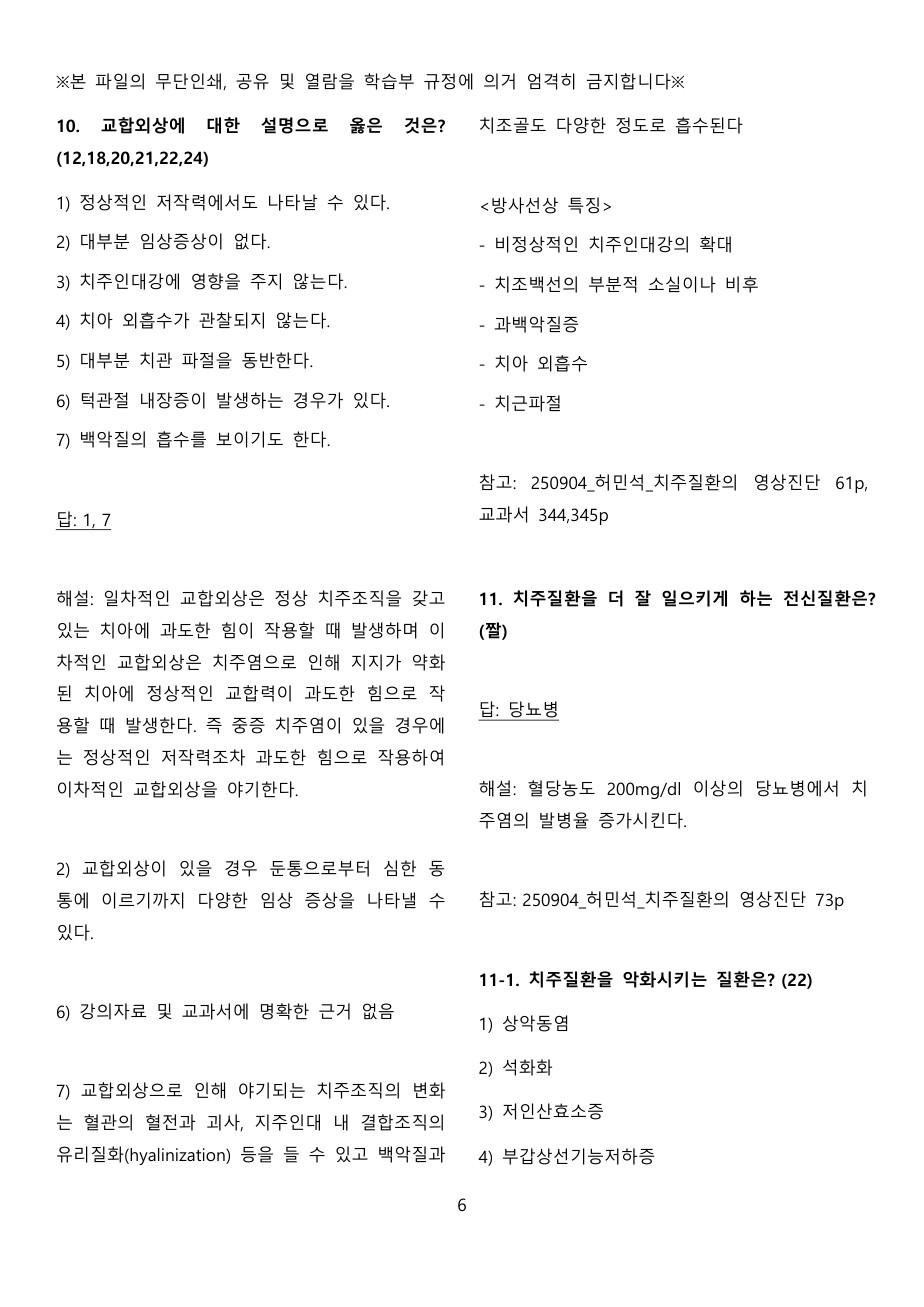 ※본 파일의 무단인쇄, 공유 및 열람을 학습부 규정에 의거 엄격히 금지합니다※
10. 교합외상에 대한 설명으로 옳은 것은?
(12,18,20,21,22,24)
1) 정상적인 저작력에서도 나타날 수 있다.
2) 대부분 임상증상이 없다.
3) 치주인대강에 영향을 주지 않는다.
4) 치아 외흡수가 관찰되지 않는다.
5) 대부분 치관 파절을 동반한다.
6) 턱관절 내장증이 발생하는 경우가 있다.
7) 백악질의 흡수를 보이기도 한다.
답: 1, 7
해설: 일차적인 교합외상은 정상 치주조직을 갖고
있는 치아에 과도한 힘이 작용할 때 발생하며 이
차적인 교합외상은 치주염으로 인해 지지가 약화
된 치아에 정상적인 교합력이 과도한 힘으로 작
용할 때 발생한다. 즉 중증 치주염이 있을 경우에
는 정상적인 저작력조차 과도한 힘으로 작용하여
이차적인 교합외상을 야기한다.
2) 교합외상이 있을 경우 둔통으로부터 심한 동
통에 이르기까지 다양한 임상 증상을 나타낼 수
있다.
6) 강의자료 및 교과서에 명확한 근거 없음
7) 교합외상으로 인해 야기되는 치주조직의 변화
는 혈관의 혈전과 괴사, 지주인대 내 결합조직의
유리질화(hyalinization) 등을 들 수 있고 백악질과
치조골도 다양한 정도로 흡수된다
<방사선상 특징>
- 비정상적인 치주인대강의 확대
- 치조백선의 부분적 소실이나 비후
- 과백악질증
- 치아 외흡수
- 치근파절
참고: 250904_허민석_치주질환의 영상진단 61p,
교과서 344,345p
11. 치주질환을 더 잘 일으키게 하는 전신질환은?
(짤)
답: 당뇨병
해설: 혈당농도 200mg/dl 이상의 당뇨병에서 치
주염의 발병율 증가시킨다.
참고: 250904_허민석_치주질환의 영상진단 73p
11-1. 치주질환을 악화시키는 질환은? (22)
1) 상악동염
2) 석화화
3) 저인산효소증
4) 부갑상선기능저하증
6